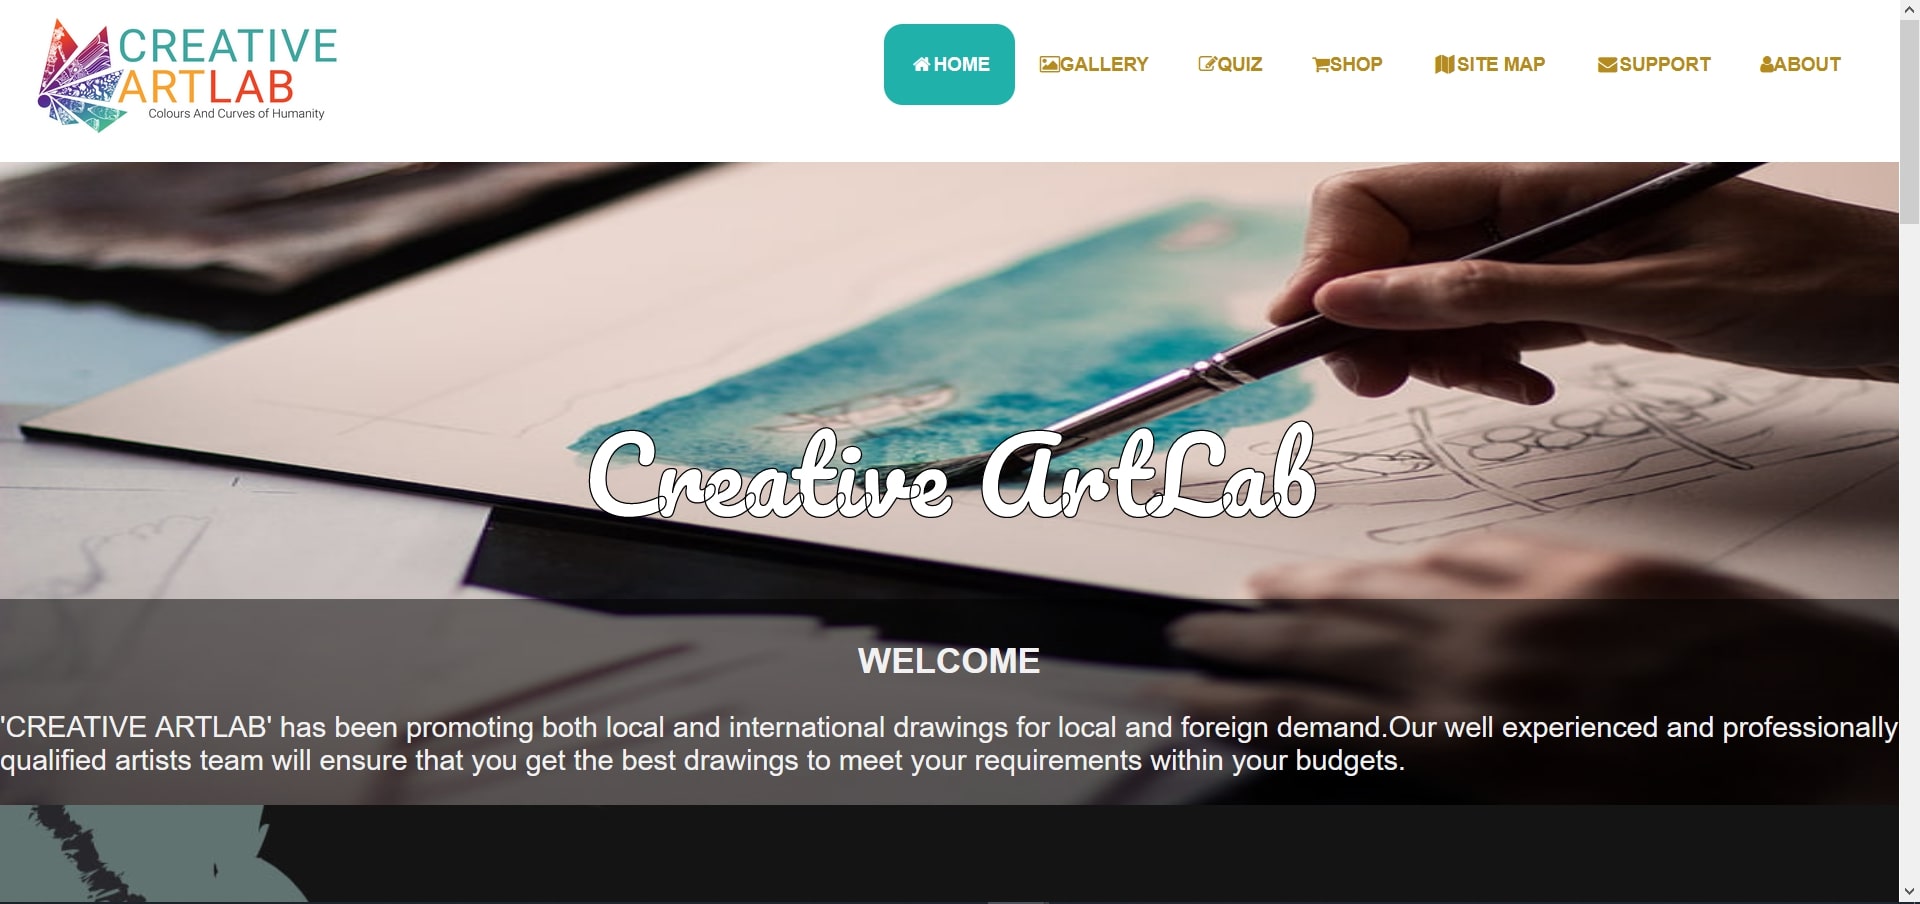 CREATIVE
ARTLAB
Colours And Curves of Humanity
HOME GALLERY QUIZ SHOP SITE MAP SUPPORT ABOUT
Creative ArtLab
WELCOME
'CREATIVE ARTLAB' has been promoting both local and international drawings for local and foreign demand.Our well experienced and professionally
qualified artists team will ensure that you get the best drawings to meet your requirements within your budgets.